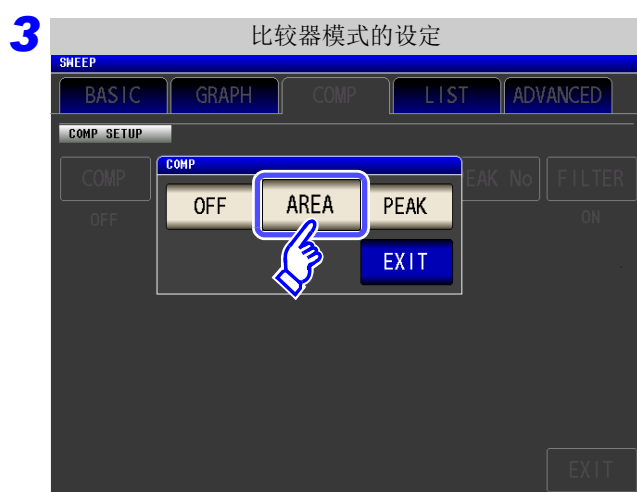 3
比较器模式的设定
SWEEP
BASIC GRAPH COMP LIST ADVANCED
COMP SETUP
COMP EAK No FILTER
OFF ON
COMP
OFF AREA PEAK
EXIT
EXIT